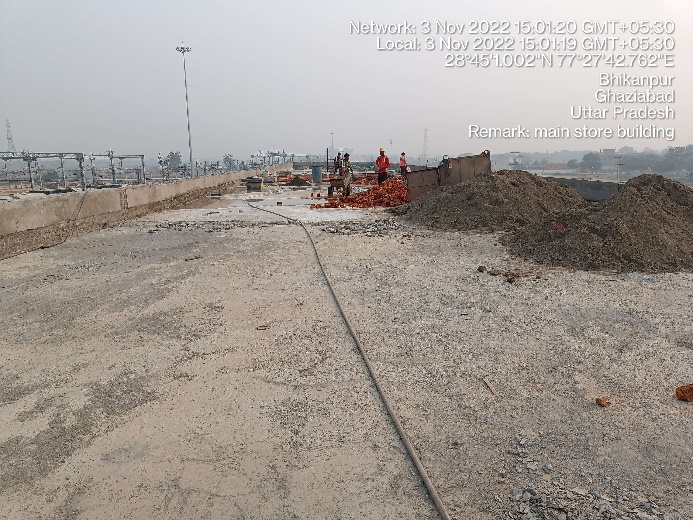 Network: 3 Nov 2022 15:01:20 GMT+05:30
Local: 3 Nov 2022 15:01:19 GMT+05:30
28°45'1.002"N 77°27'42.762"E
Bhikanpur
Ghaziabad
Uttar Pradesh
Remark: main store building